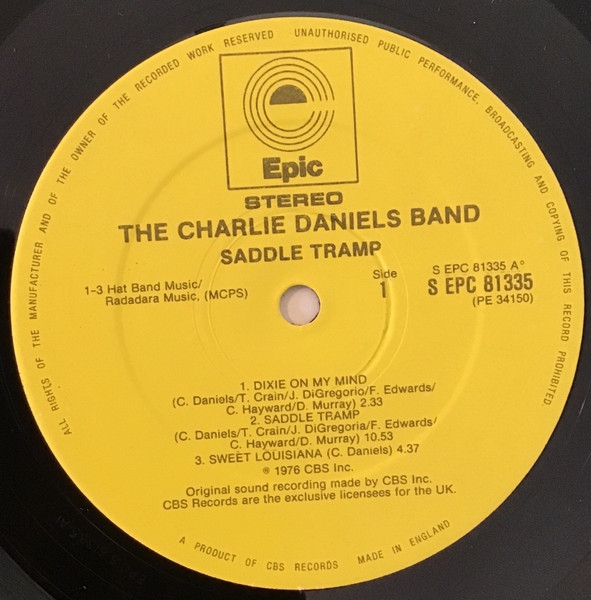 ALL RIGHTS OF THE MANUFACTURER AND OF THE OWNER OF THE RECORDED WORK RESERVED UNAUTHORISED PUBLIC PERFORMANCE, BROADCASTING AND COPYING OF THIS RECORD PROHIBITED
Epic
STEREO
THE CHARLIE DANIELS BAND
SADDLE TRAMP
1-3 Hat Band Music/
Radadara Music, (MCPS)
Side
1
S EPC 81335 A°
S EPC 81335
(PE 34150)
1. DIXIE ON MY MIND
(C. Daniels/T. Crain/J. DiGregorio/F. Edwards/
C. Hayward/D. Murray) 2.33
2. SADDLE TRAMP
(C. Daniels/T. Crain/J. DiGregoria/F. Edwards/
C. Hayward/D. Murray) 10.53
3. SWEET LOUISIANA (C. Daniels) 4.37
℗ 1976 CBS Inc.
Original sound recording made by CBS Inc.
CBS Records are the exclusive licensees for the UK.
A PRODUCT OF CBS RECORDS MADE IN ENGLAND